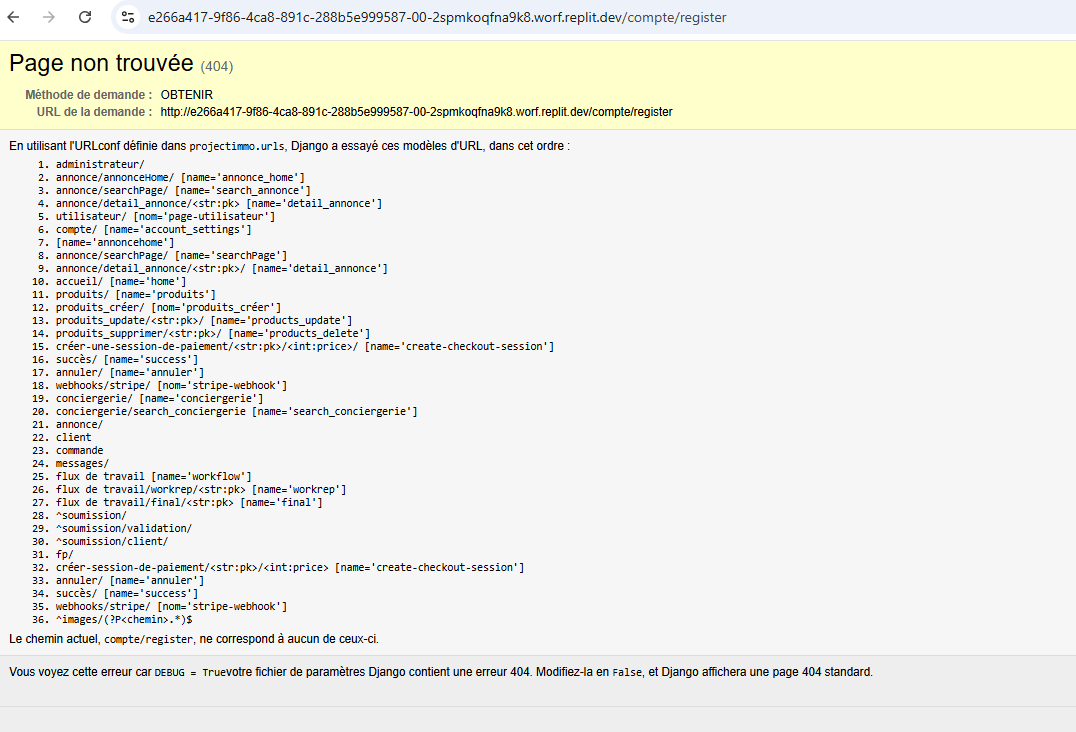 e266a417-9f86-4ca8-891c-288b5e999587-00-2spmkoqfna9k8.worf.replit.dev/compte/register
Page non trouvée (404)
Méthode de demande : OBTENIR
URL de la demande : http://e266a417-9f86-4ca8-891c-288b5e999587-00-2spmkoqfna9k8.worf.replit.dev/compte/register
En utilisant l'URLconf définie dans projectimmo.urls, Django a essayé ces modèles d'URL, dans cet ordre :
1. administrateur/
2. annonce/annonceHome/ [name='annonce_home']
3. annonce/searchPage/ [name='search_annonce']
4. annonce/detail_annonce/<str:pk> [name='detail_annonce']
5. utilisateur/ [nom='page-utilisateur']
6. compte/ [name='account_settings']
7. [name='annoncehome']
8. annonce/searchPage/ [name='searchPage']
9. annonce/detail_annonce/<str:pk>/ [name='detail_annonce']
10. accueil/ [name='home']
11. produits/ [name='produits']
12. produits_créer/ [nom='produits_créer']
13. produits_update/<str:pk>/ [name='products_update']
14. produits_supprimer/<str:pk>/ [name='products_delete']
15. créer-une-session-de-paiement/<str:pk>/<int:price>/ [name='create-checkout-session']
16. succès/ [name='success']
17. annuler/ [name='annuler']
18. webhooks/stripe/ [nom='stripe-webhook']
19. conciergerie/ [name='conciergerie']
20. conciergerie/search_conciergerie [name='search_conciergerie']
21. annonce/
22. client
23. commande
24. messages/
25. flux de travail [name='workflow']
26. flux de travail/workrep/<str:pk> [name='workrep']
27. flux de travail/final/<str:pk> [name='final']
28. ^soumission/
29. ^soumission/validation/
30. ^soumission/client/
31. fp/
32. créer-session-de-paiement/<str:pk>/<int:price> [name='create-checkout-session']
33. annuler/ [name='annuler']
34. succès/ [name='success']
35. webhooks/stripe/ [nom='stripe-webhook']
36. ^images/(?P<chemin>.*)$
Le chemin actuel, compte/register, ne correspond à aucun de ceux-ci.
Vous voyez cette erreur car DEBUG = Truevotre fichier de paramètres Django contient une erreur 404. Modifiez-la en False, et Django affichera une page 404 standard.